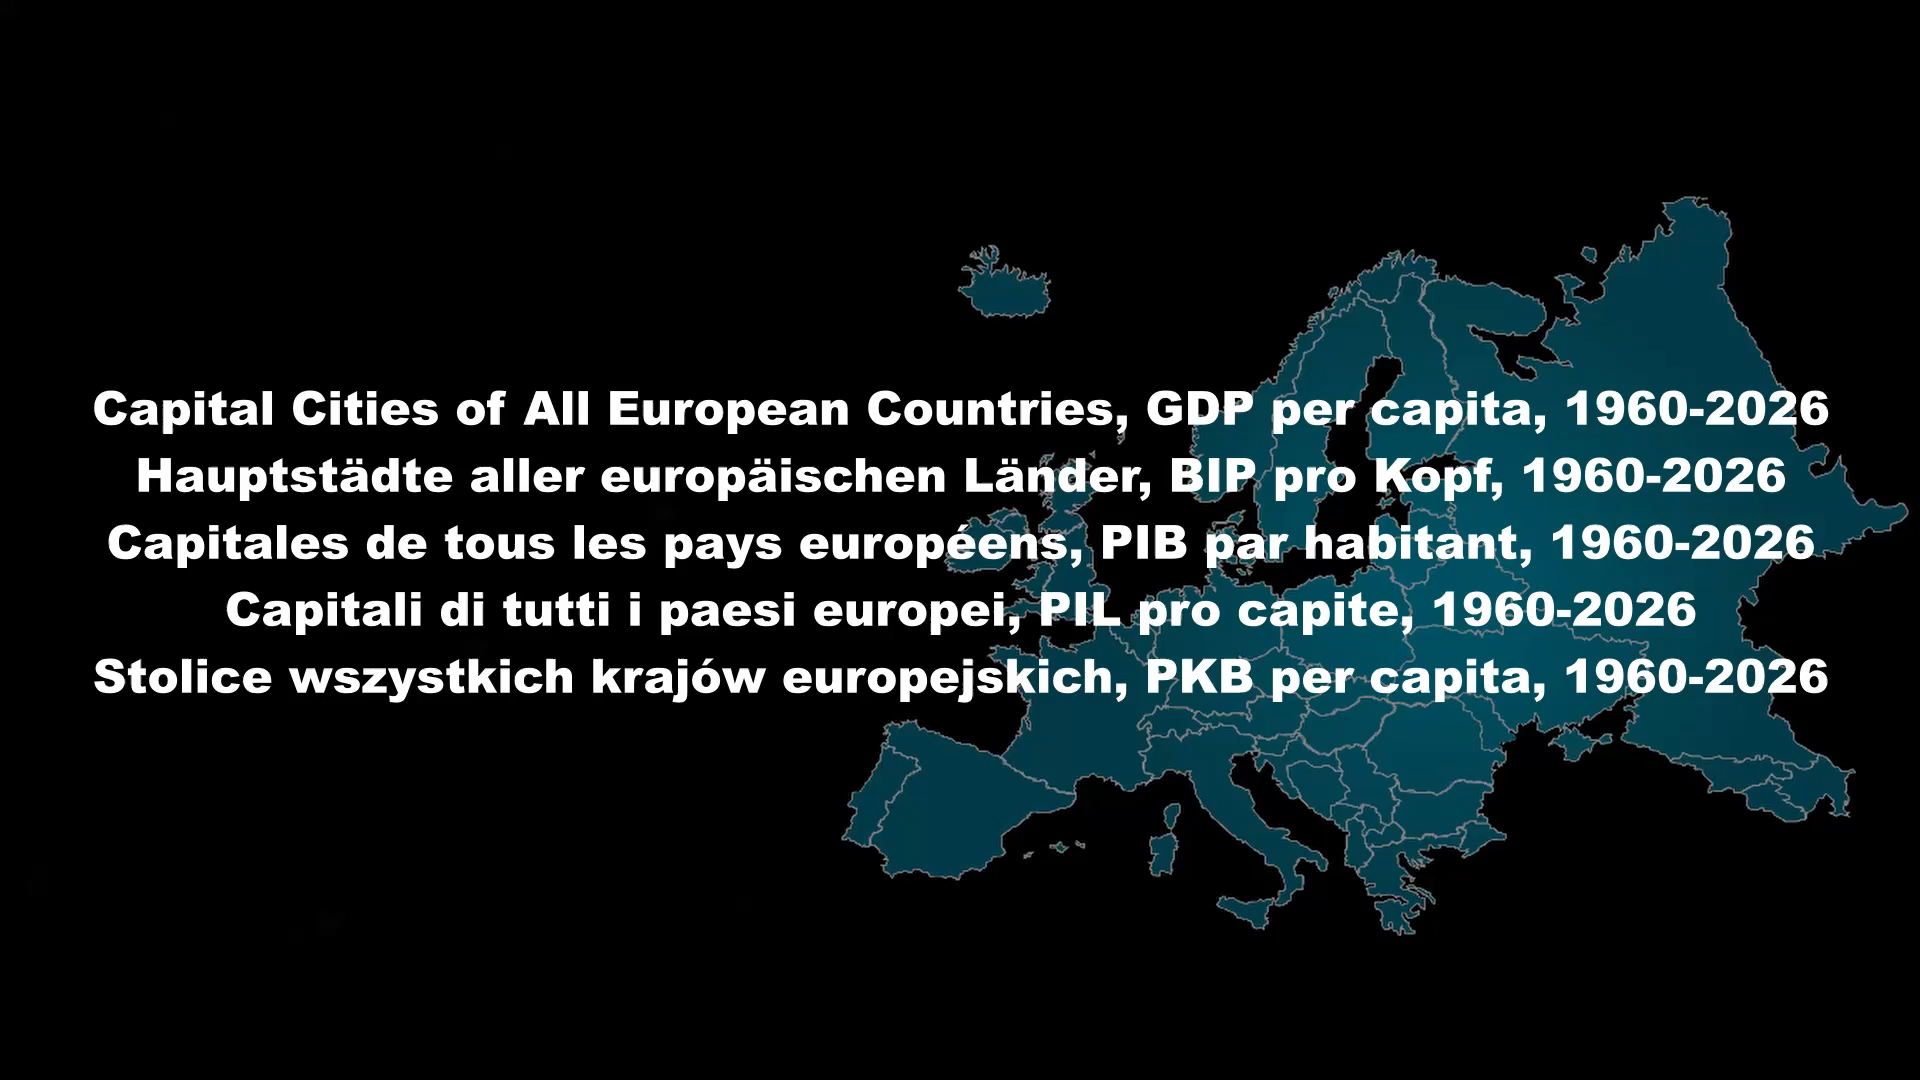 Capital Cities of All European Countries, GDP per capita, 1960-2026
Hauptstädte aller europäischen Länder, BIP pro Kopf, 1960-2026
Capitales de tous les pays européens, PIB par habitant, 1960-2026
Capitali di tutti i paesi europei, PIL pro capite, 1960-2026
Stolice wszystkich krajów europejskich, PKB per capita, 1960-2026